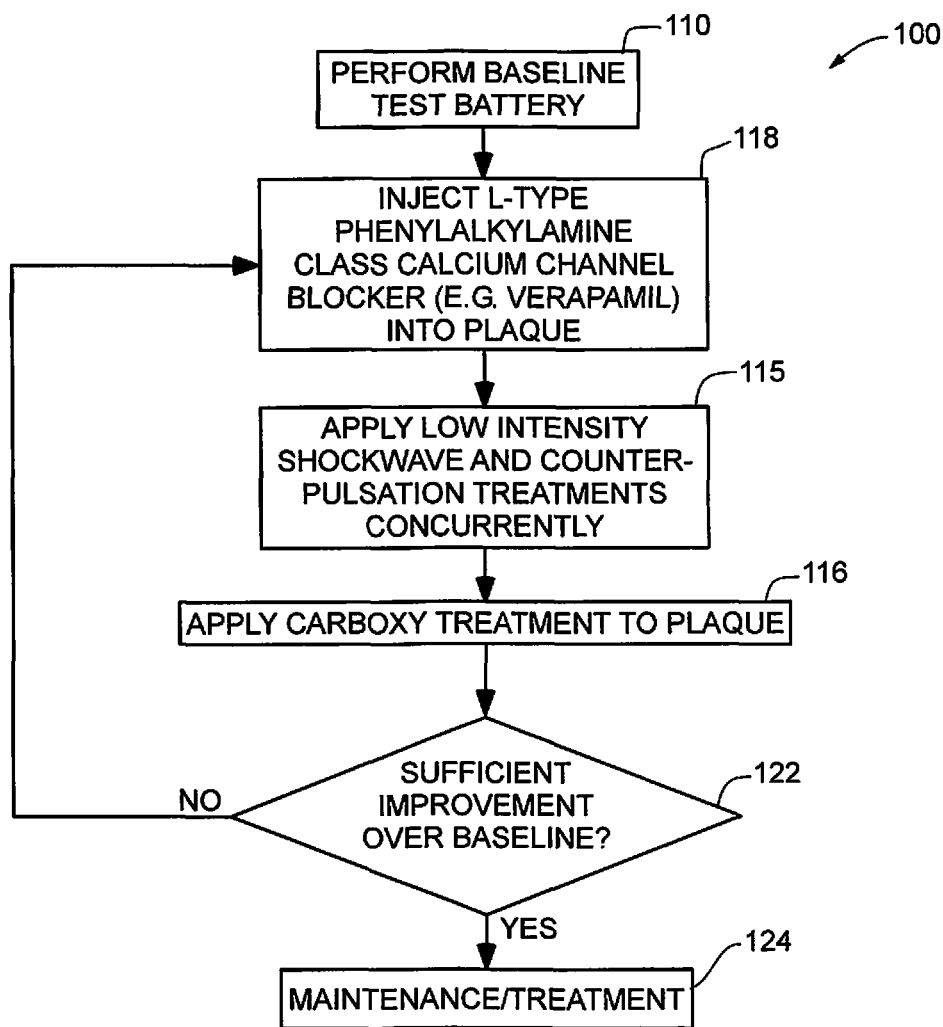 110
100
PERFORM BASELINE
TEST BATTERY
118
INJECT L-TYPE
PHENYLALKYLAMINE
CLASS CALCIUM CHANNEL
BLOCKER (E.G. VERAPAMIL)
INTO PLAQUE
115
APPLY LOW INTENSITY
SHOCKWAVE AND COUNTER-
PULSATION TREATMENTS
CONCURRENTLY
116
APPLY CARBOXY TREATMENT TO PLAQUE
SUFFICIENT
IMPROVEMENT
OVER BASELINE?
122
NO
YES
124
MAINTENANCE/TREATMENT